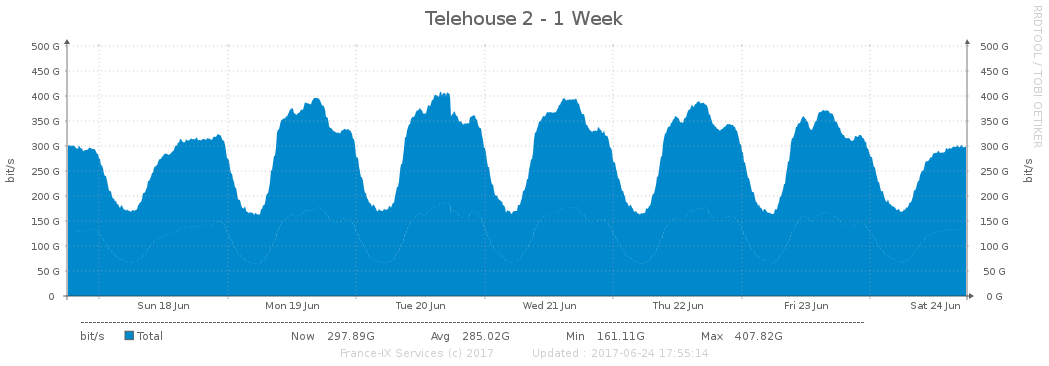 Telehouse 2 - 1 Week
RRDTOOL / TOBI OETIKER
500 G 500 G
450 G 450 G
400 G 400 G
350 G 350 G
300 G 300 G
250 G 250 G
200 G 200 G
150 G 150 G
100 G 100 G
50 G 50 G
0 0 G
bit/s bit/s
Sun 18 Jun Mon 19 Jun Tue 20 Jun Wed 21 Jun Thu 22 Jun Fri 23 Jun Sat 24 Jun
bit/s Total Now 297.89G Avg 285.02G Min 161.11G Max 407.82G
France-IX Services (c) 2017 Updated : 2017-06-24 17:55:14